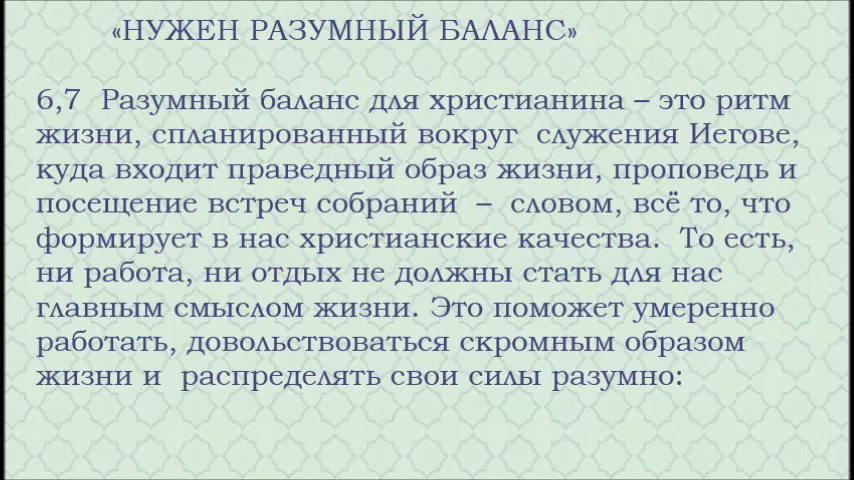 «НУЖЕН РАЗУМНЫЙ БАЛАНС»
6,7 Разумный баланс для христианина – это ритм
жизни, спланированный вокруг служения Иегове,
куда входит праведный образ жизни, проповедь и
посещение встреч собраний – словом, всё то, что
формирует в нас христианские качества. То есть,
ни работа, ни отдых не должны стать для нас
главным смыслом жизни. Это поможет умеренно
работать, довольствоваться скромным образом
жизни и распределять свои силы разумно: